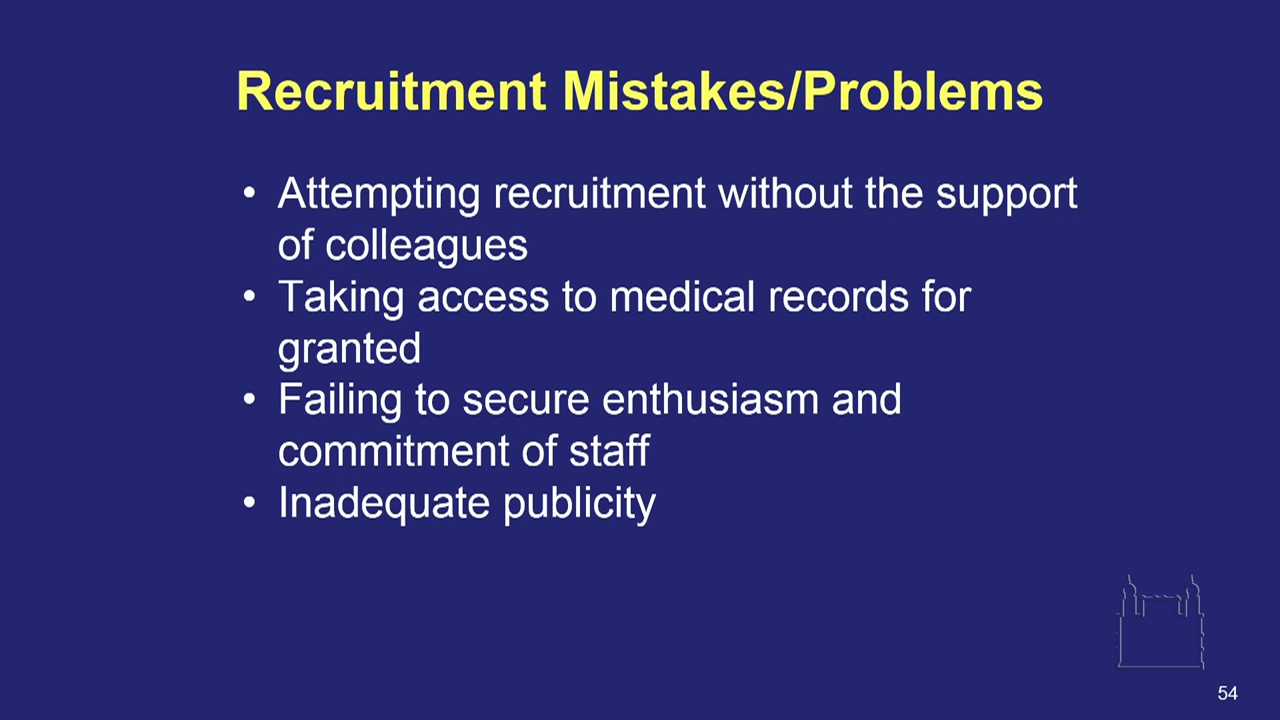 Recruitment Mistakes/Problems
• Attempting recruitment without the support
of colleagues
• Taking access to medical records for
granted
• Failing to secure enthusiasm and
commitment of staff
• Inadequate publicity
54